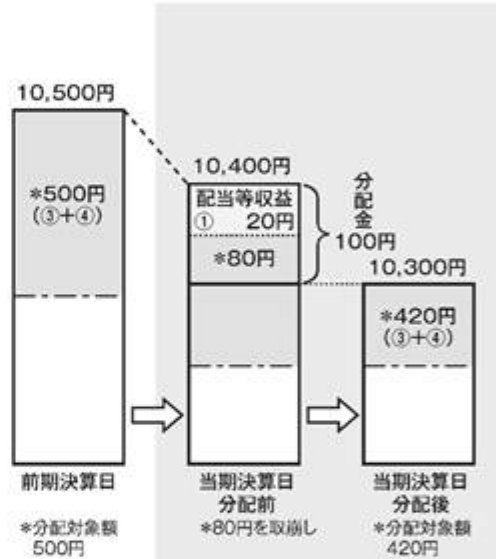 10,500円
*500円
(③+④)
10,400円
配当等収益
① 20円
*80円
分配金
100円
10,300円
*420円
(③+④)
前期決算日
*分配対象額
500円
当期決算日
分配前
*80円を取崩し
当期決算日
分配後
*分配対象額
420円